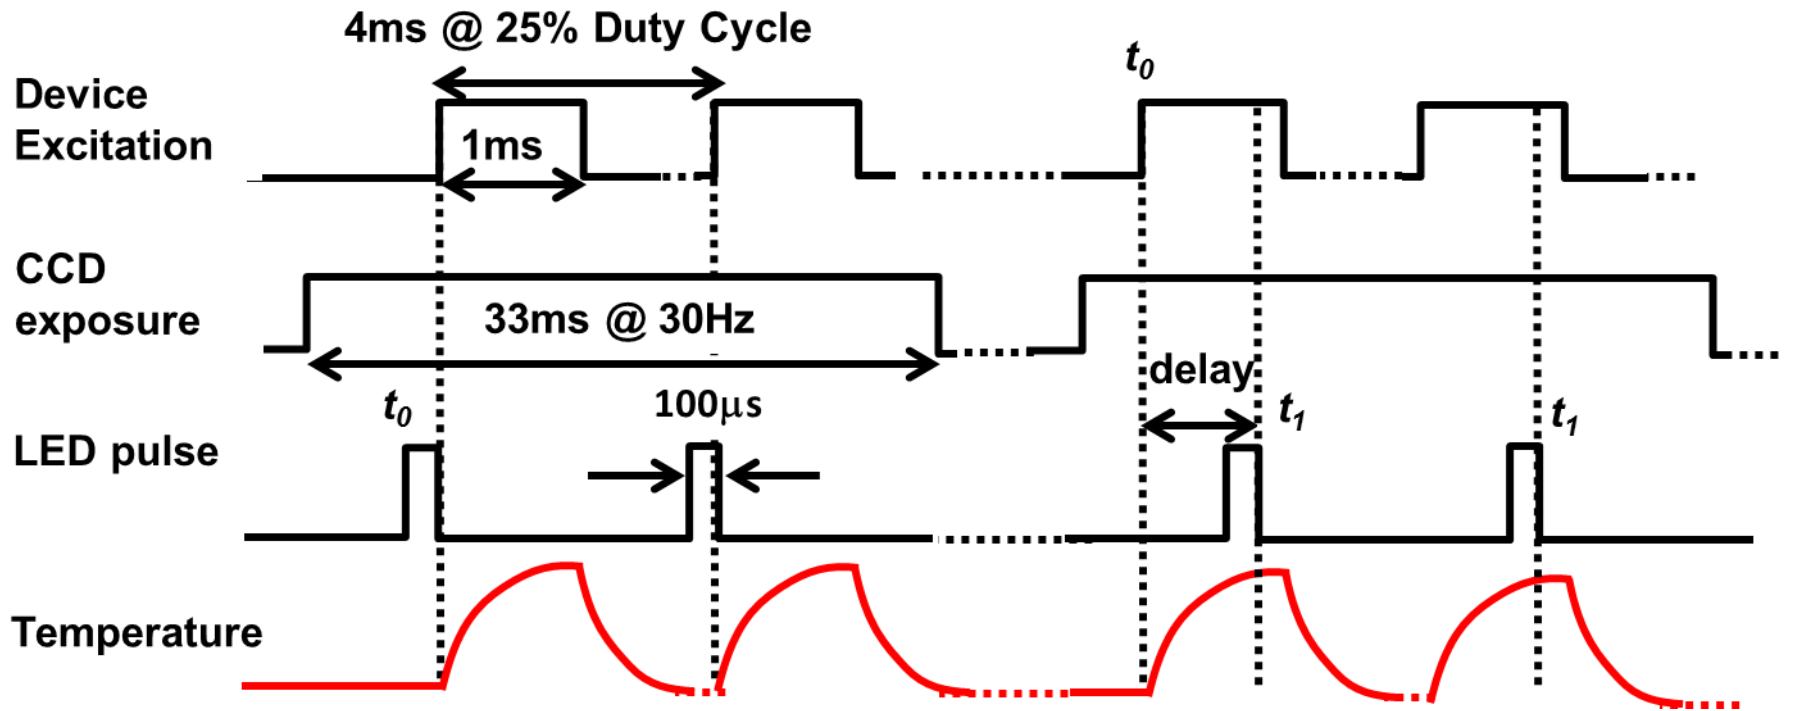 4ms @ 25% Duty Cycle
t0
Device
Excitation
1ms
CCD
exposure
33ms @ 30Hz
delay
t0
100μs
t1
t1
LED pulse
Temperature